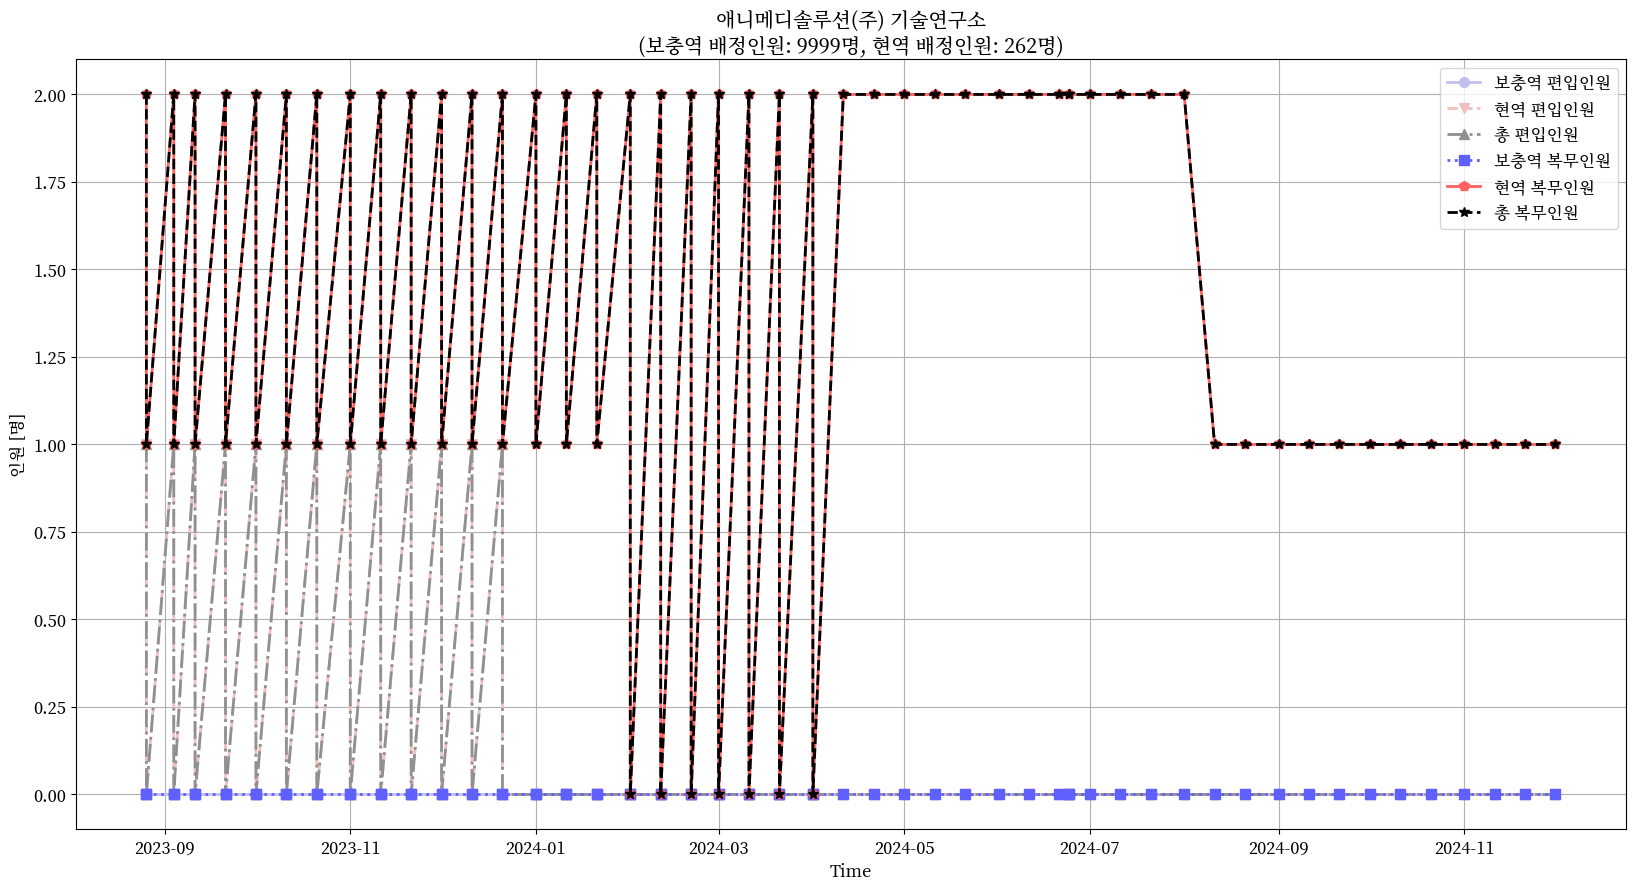 애니메디솔루션(주) 기술연구소
(보충역 배정인원: 9999명, 현역 배정인원: 262명)
보충역 편입인원
현역 편입인원
총 편입인원
보충역 복무인원
현역 복무인원
총 복무인원
인원 [명]
2.00
1.75
1.50
1.25
1.00
0.75
0.50
0.25
0.00
2023-09
2023-11
2024-01
2024-03
2024-05
2024-07
2024-09
2024-11
Time